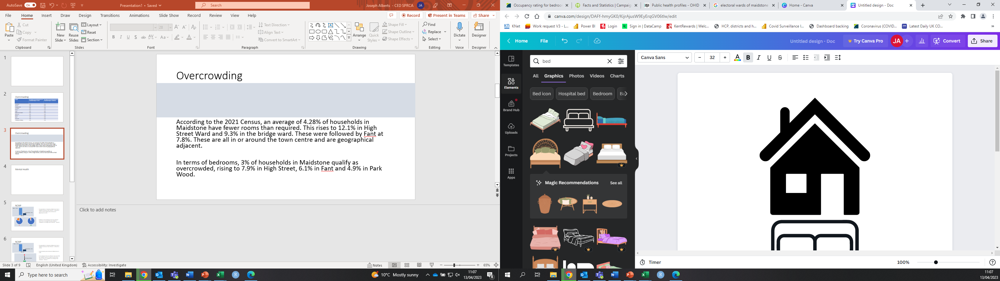 AutoSave On
Presentation1 • Saved
Search
Joseph Alberts - CED SPRCA
JA
File Home Insert Draw Design Transitions Animations Slide Show Record Review View Help
Record Present in Teams Share
Paste
Cut
Copy
Format Painter
Clipboard
New Slide
Reuse Slides
Layout
Reset
Section
Slides
28
Font
Text Direction
Align Text
Convert to SmartArt
Paragraph
Arrange
Quick Styles
Shape Fill
Shape Outline
Shape Effects
Drawing
Find
Replace
Select
Editing
Dictate
Voice
Designer
Designer
1
2
Overcrowding
3
Overcrowding
4
Mental Health
5
NCMP
6
NCMP
Overcrowding
According to the 2021 Census, an average of 4.28% of households in
Maidstone have fewer rooms than required. This rises to 12.1% in High
Street Ward and 9.3% in the bridge ward. These were followed by Fant at
7.8%. These are all in or around the town centre and are geographical
adjacent.
In terms of bedrooms, 3% of households in Maidstone qualify as
overcrowded, rising to 7.9% in High Street, 6.1% in Fant and 4.9% in Park
Wood.
Click to add notes
Slide 3 of 9 English (United Kingdom) Accessibility: Investigate
Notes
65%
Type here to search
10°C Mostly sunny
11:07
13/04/2023
8
Occupancy rating for bedroo
Facts and Statistics | Campaig
Public health profiles - OHID
electoral wards of maidstone
Home - Canva
Untitled design - Doc
canva.com/design/DAFf-hmyGK0/KijrAjusW9EyErqGV06tlw/edit
KNet
Work request V3 - L...
Power BI
Login
Sign in | DataCamp
KentRewards | Welc...
HCP, districts and h...
Covid Surveillance I...
Dashboard backing
Coronavirus (COVID...
Latest Daily UK CO...
Home
File
Untitled design - Doc
Try Canva Pro
JA
Convert
Share
Templates
Elements
Brand Hub
Uploads
Projects
Apps
bed
All Graphics Photos Videos Charts
Bed icon
Hospital bed
Bedroom
Ba
Magic Recommendations
See all
Canva Sans
32
B I U S
Timer
100%
11:07
13/04/2023